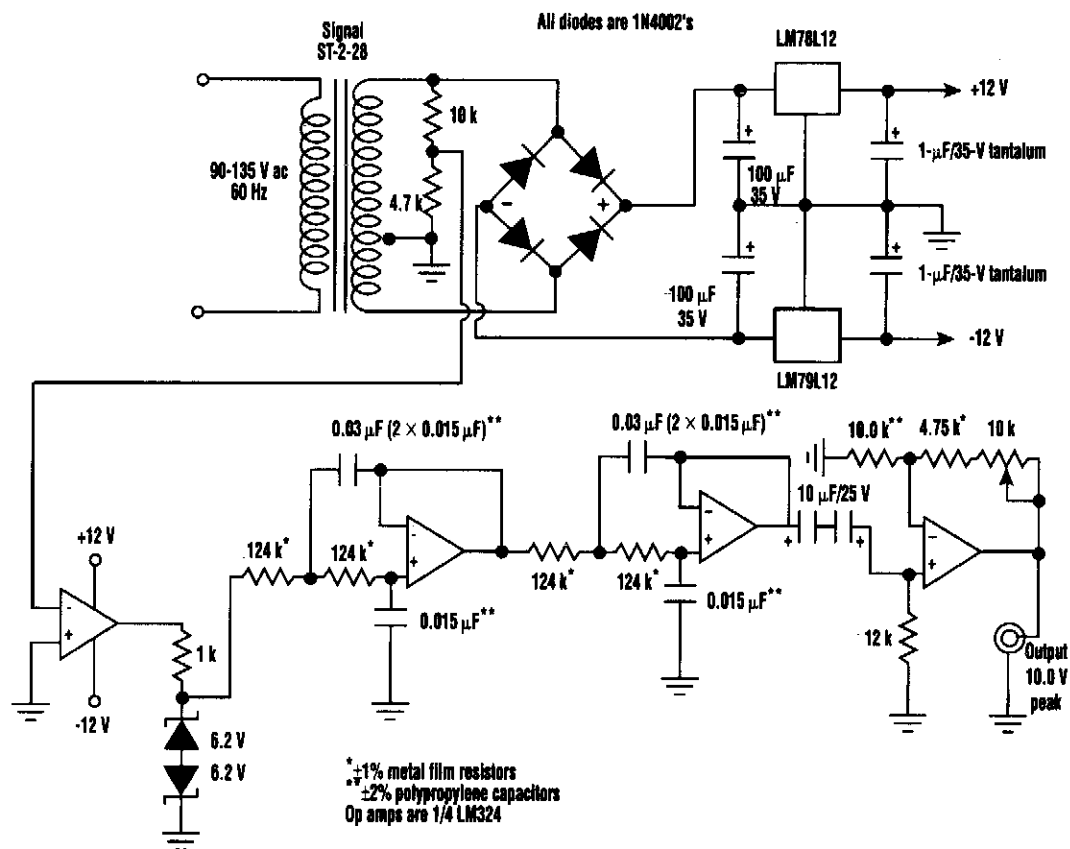 All diodes are 1N4002's
Signal
ST-2-28
LM78L12
+12 V
10 k
90-135 V ac
60 Hz
4.7 k
-
+
+
100 µF
35 V
+
1-µF/35-V tantalum
+
100 µF
35 V
+
1-µF/35-V tantalum
-12 V
LM79L12
0.03 µF (2 × 0.015 µF)**
0.03 µF (2 × 0.015 µF)**
10.0 k**
4.75 k*
10 k
10 µF/25 V
+
+
+12 V
124 k*
124 k*
-
+
124 k*
124 k*
-
+
-
+
0.015 µF**
0.015 µF**
-
+
1 k
12 k
-12 V
Output
10.0 V
peak
6.2 V
6.2 V
*±1% metal film resistors
**±2% polypropylene capacitors
Op amps are 1/4 LM324